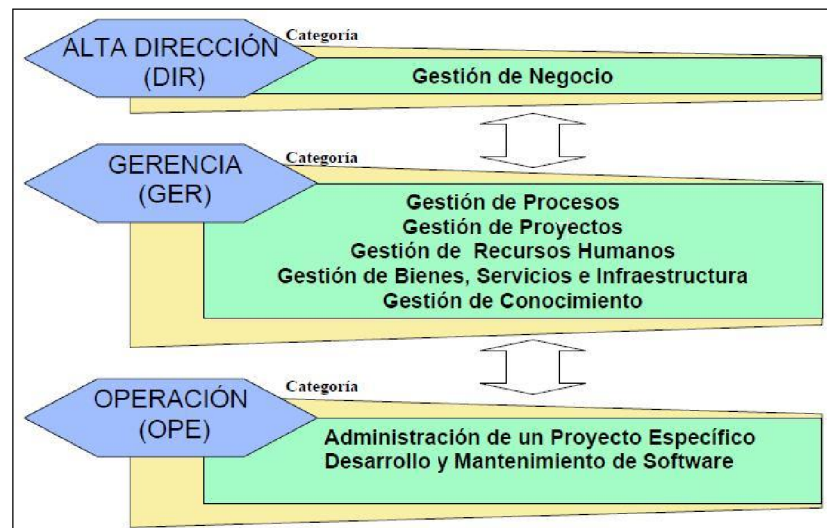 Categoría
ALTA DIRECCIÓN
(DIR)
Gestión de Negocio
Categoría
GERENCIA
(GER)
Gestión de Procesos
Gestión de Proyectos
Gestión de Recursos Humanos
Gestión de Bienes, Servicios e Infraestructura
Gestión de Conocimiento
Categoría
OPERACIÓN
(OPE)
Administración de un Proyecto Específico
Desarrollo y Mantenimiento de Software